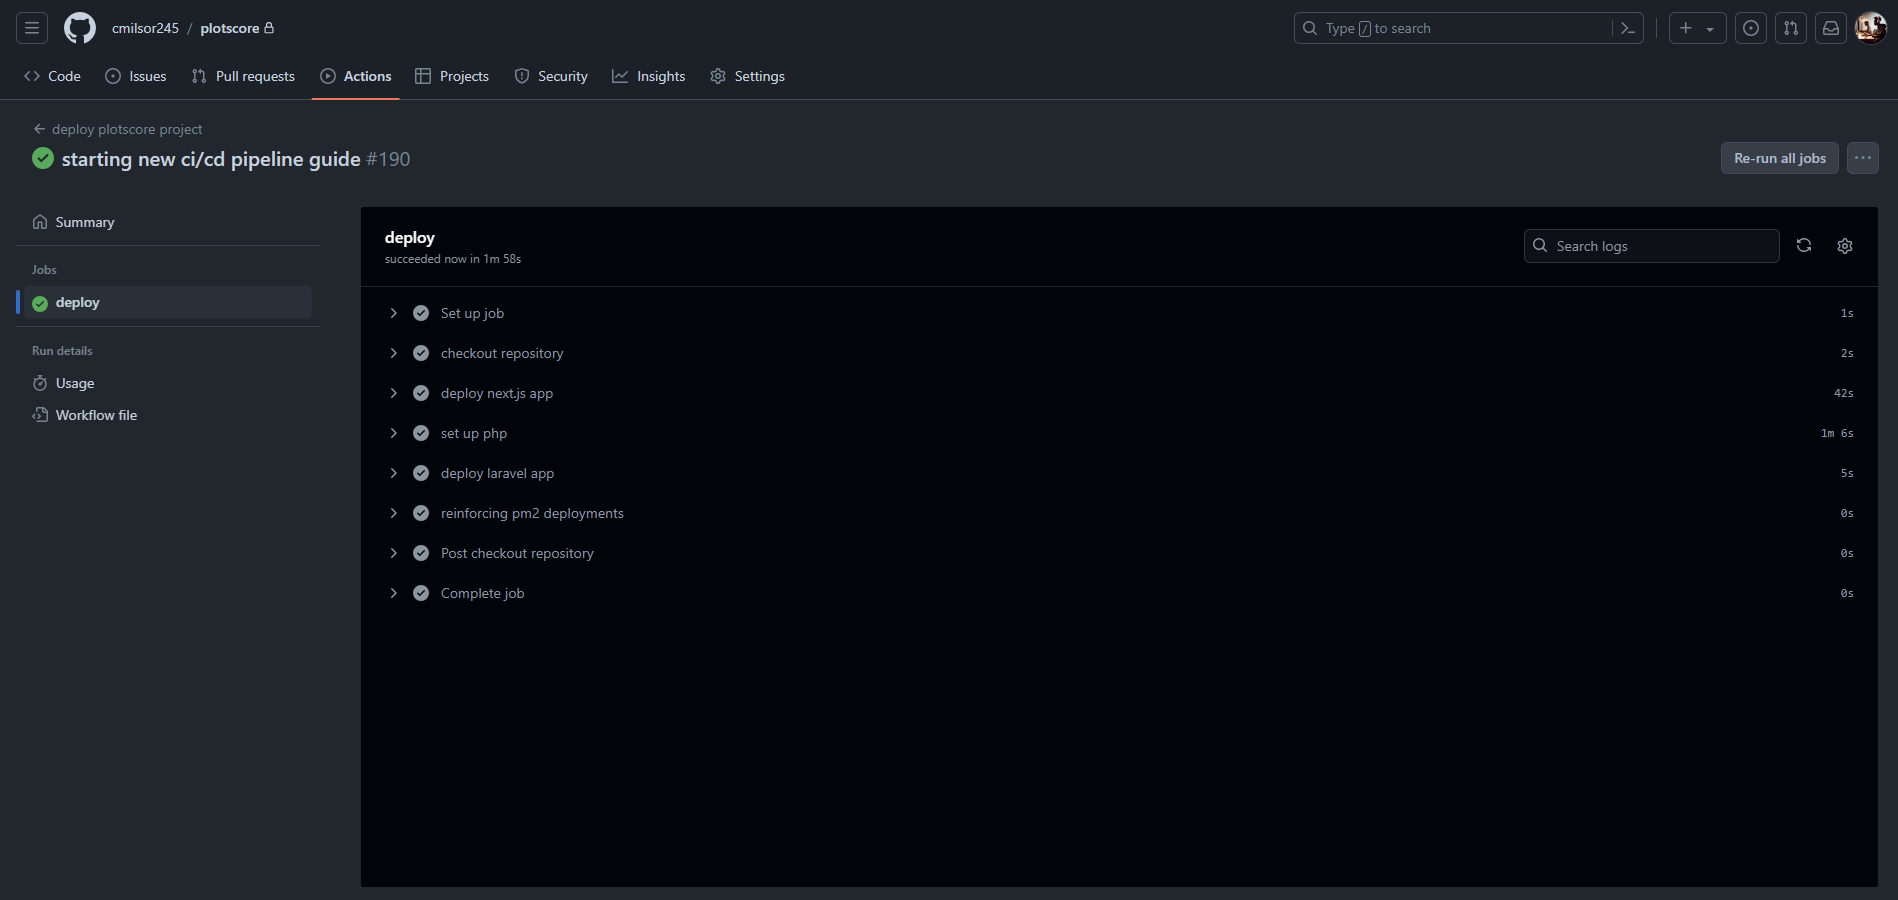 cmilsor245 / plotscore
Type / to search
Code Issues Pull requests Actions Projects Security Insights Settings
deploy plotscore project
starting new ci/cd pipeline guide #190
Re-run all jobs
Summary
Jobs
deploy
Run details
Usage
Workflow file
deploy
succeeded now in 1m 58s
Search logs
Set up job 1s
checkout repository 2s
deploy next.js app 42s
set up php 1m 6s
deploy laravel app 5s
reinforcing pm2 deployments 0s
Post checkout repository 0s
Complete job 0s